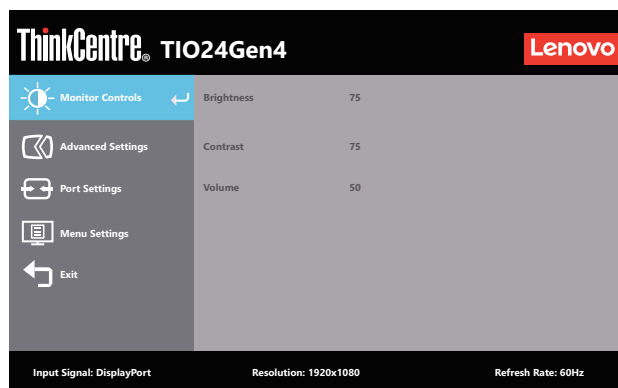 ThinkCentre® TIO24Gen4
Lenovo
Monitor Controls Brightness 75
Advanced Settings Contrast 75
Port Settings Volume 50
Menu Settings
Exit
Input Signal: DisplayPort Resolution: 1920x1080 Refresh Rate: 60Hz